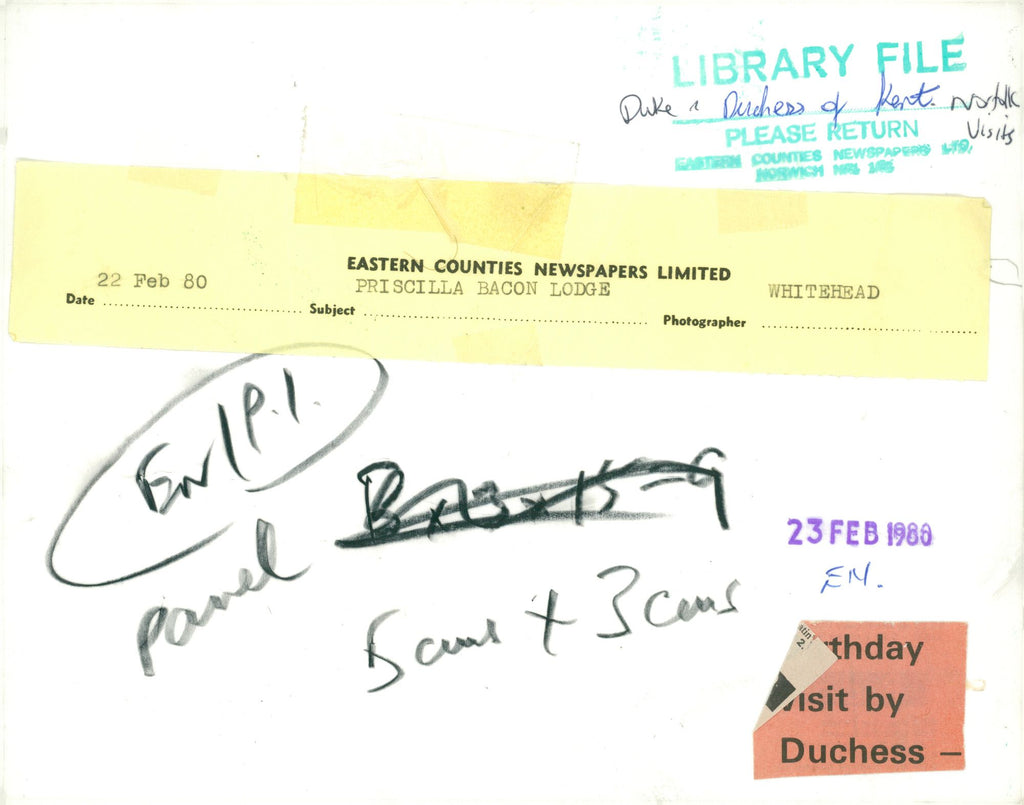 LIBRARY FILE
Duke & Duchess of Kent. Norfolk
Visits
PLEASE RETURN
EASTERN COUNTIES NEWSPAPERS LTD.
NORWICH NR1 1RE
EASTERN COUNTIES NEWSPAPERS LIMITED
22 Feb 80 PRISCILLA BACON LODGE WHITEHEAD
Date Subject Photographer
EN/P.1.
panel
5 cms x 3 cms
23 FEB 1980
EN.
thday
visit by
Duchess –